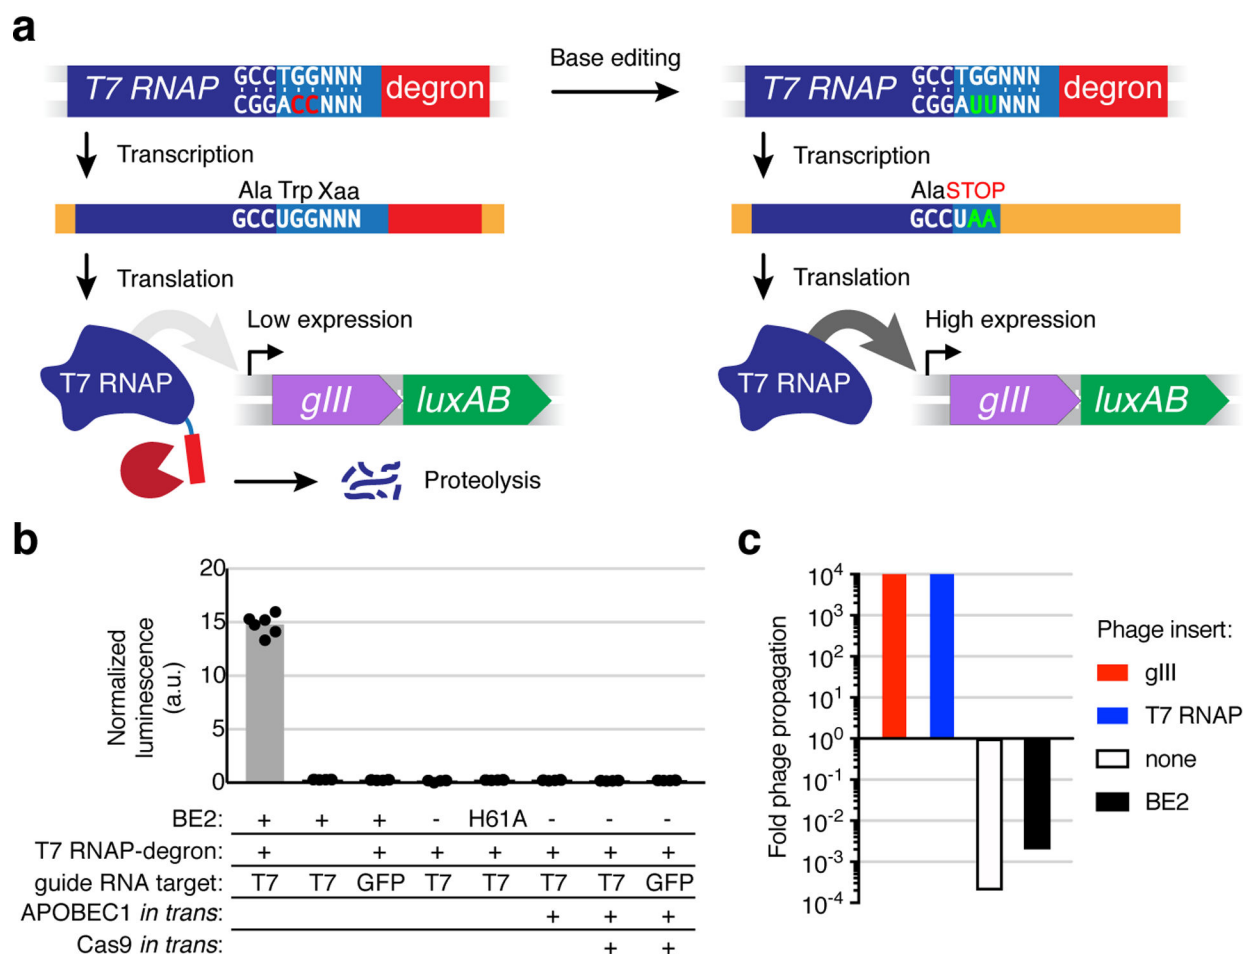 a
Base editing
T7 RNAP GCCTGGNNN degron
CGGACCNNN
T7 RNAP GCCTGGNNN degron
CGGAUUNNN
Transcription
Transcription
Ala Trp Xaa
GCCUGGNNN
AlaSTOP
GCCUAA
Translation
Translation
Low expression
T7 RNAP
gIII luxAB
Proteolysis
High expression
T7 RNAP
gIII luxAB
b
Normalized
luminescence
(a.u.)
20
15
10
5
0
BE2: + + + - H61A - - -
T7 RNAP-degron: + + + + + + +
guide RNA target: T7 T7 GFP T7 T7 T7 T7 GFP
APOBEC1 in trans: + + +
Cas9 in trans: + +
c
Fold phage propagation
10^4
10^3
10^2
10^1
10^0
10^-1
10^-2
10^-3
10^-4
Phage insert:
gIII
T7 RNAP
none
BE2